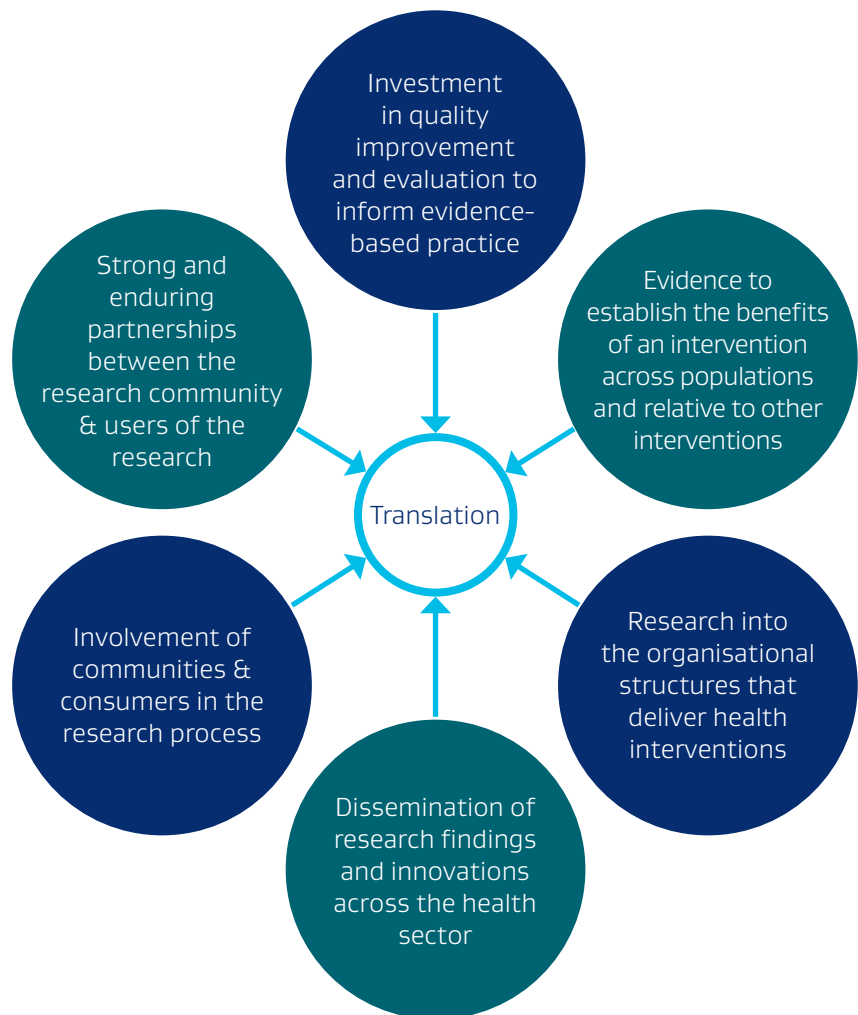 Investment
in quality
improvement
and evaluation to
inform evidence-
based practice
Strong and
enduring
partnerships
between the
research community
& users of the
research
Evidence to
establish the benefits
of an intervention
across populations
and relative to other
interventions
Translation
Involvement of
communities &
consumers in the
research process
Research into
the organisational
structures that
deliver health
interventions
Dissemination of
research findings
and innovations
across the health
sector